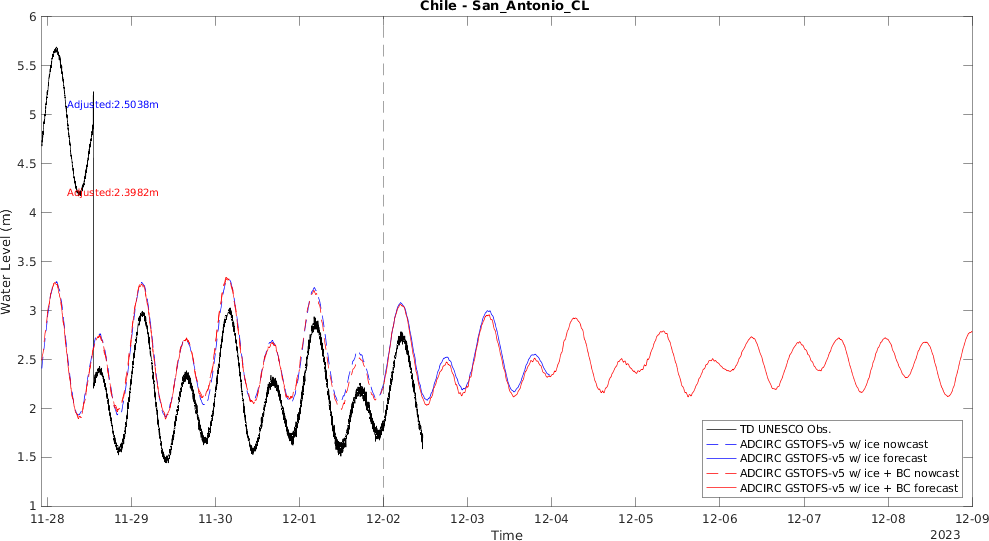 Chile - San_Antonio_CL
6
5.5
5
4.5
4
3.5
3
2.5
2
1.5
1
Water Level (m)
Adjusted:2.5038m
Adjusted:2.3982m
TD UNESCO Obs.
ADCIRC GSTOFS-v5 w/ ice nowcast
ADCIRC GSTOFS-v5 w/ ice forecast
ADCIRC GSTOFS-v5 w/ ice + BC nowcast
ADCIRC GSTOFS-v5 w/ ice + BC forecast
11-28 11-29 11-30 12-01 12-02 12-03 12-04 12-05 12-06 12-07 12-08 12-09
Time
2023